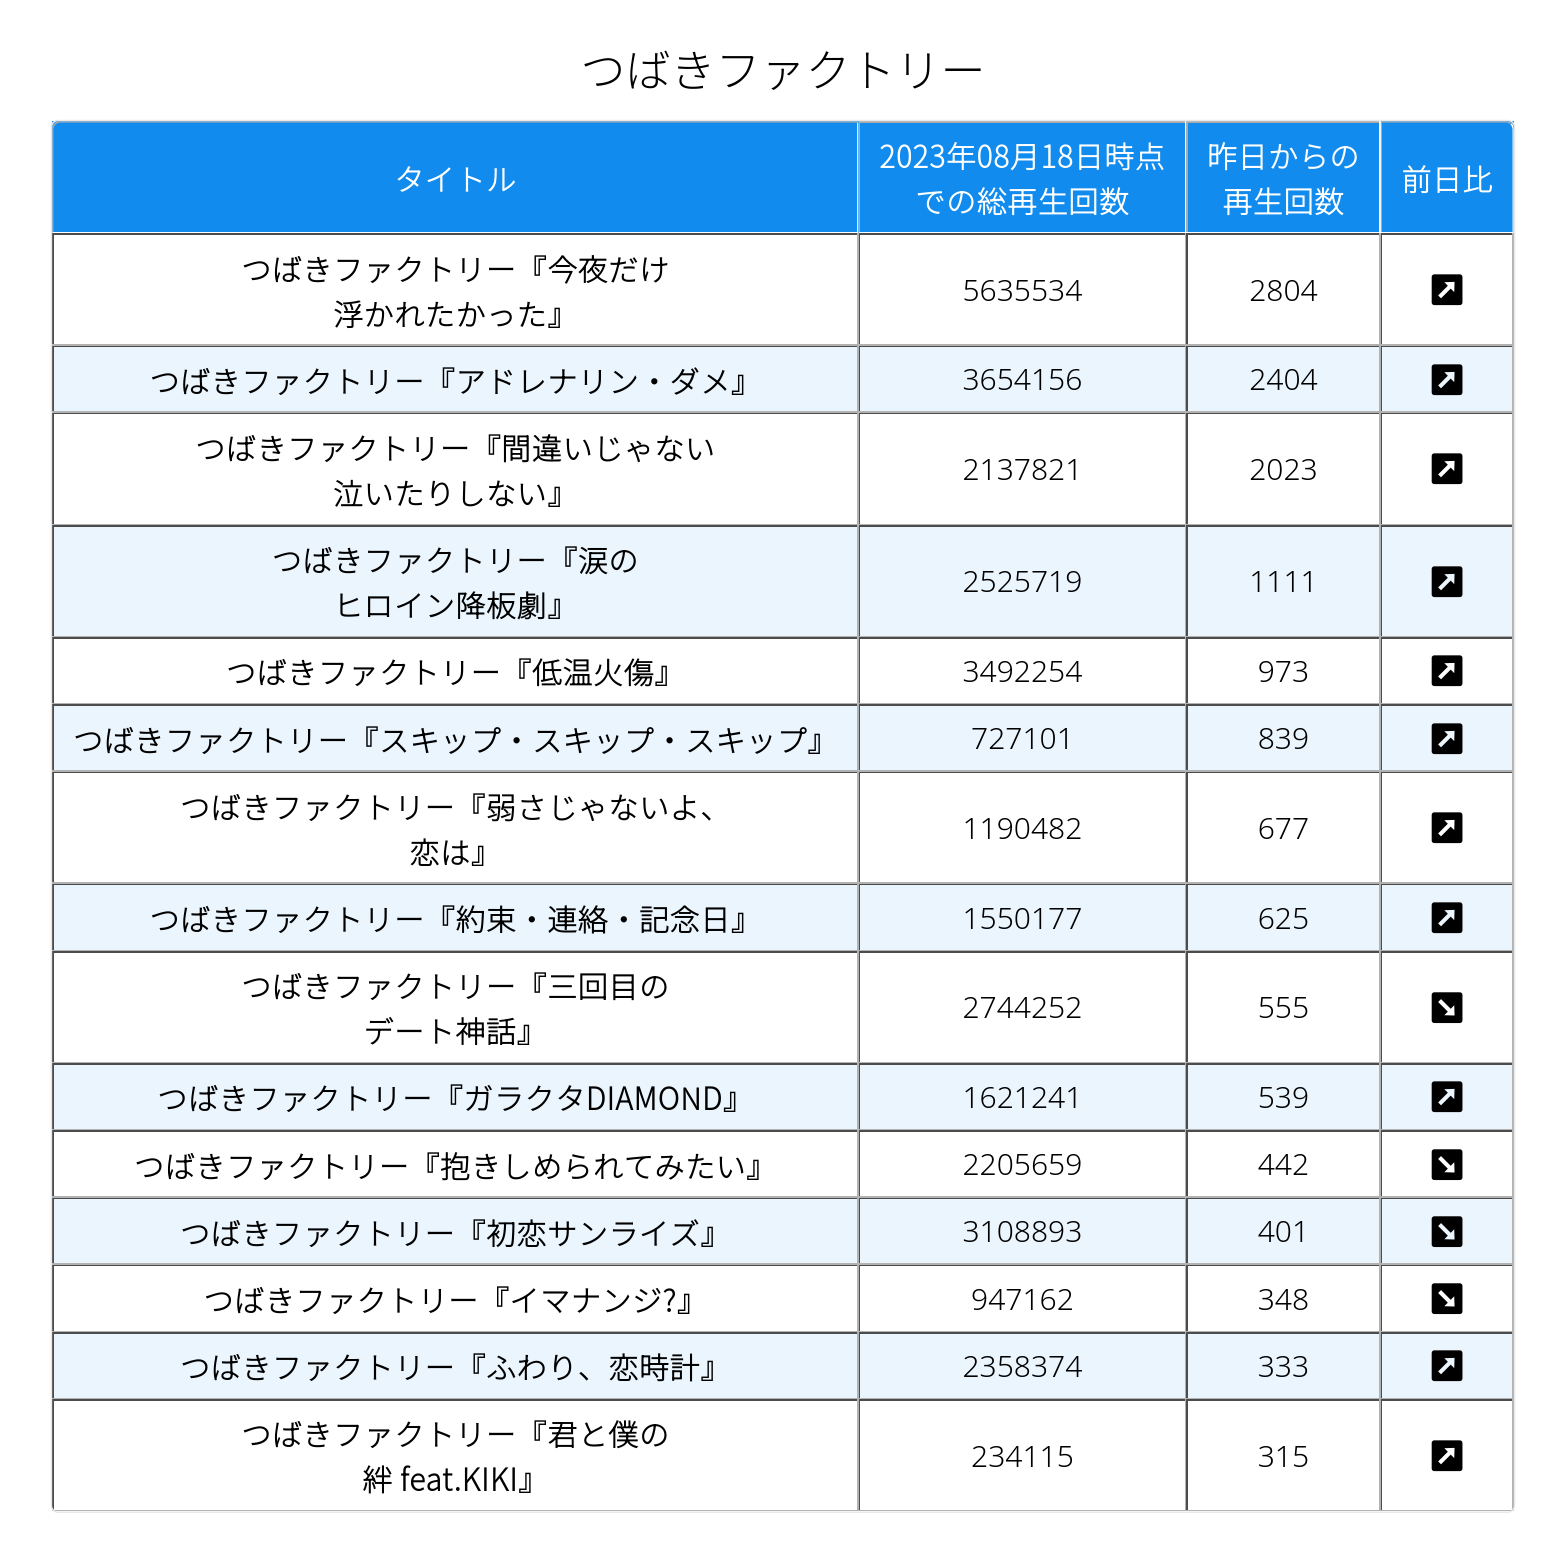 つばきファクトリー
タイトル
2023年08月18日時点
での総再生回数
昨日からの
再生回数
前日比
つばきファクトリー『今夜だけ
浮かれたかった』
5635534
2804
つばきファクトリー『アドレナリン・ダメ』
3654156
2404
つばきファクトリー『間違いじゃない
泣いたりしない』
2137821
2023
つばきファクトリー『涙の
ヒロイン降板劇』
2525719
1111
つばきファクトリー『低温火傷』
3492254
973
つばきファクトリー『スキップ・スキップ・スキップ』
727101
839
つばきファクトリー『弱さじゃないよ、
恋は』
1190482
677
つばきファクトリー『約束・連絡・記念日』
1550177
625
つばきファクトリー『三回目の
デート神話』
2744252
555
つばきファクトリー『ガラクタDIAMOND』
1621241
539
つばきファクトリー『抱きしめられてみたい』
2205659
442
つばきファクトリー『初恋サンライズ』
3108893
401
つばきファクトリー『イマナンジ?』
947162
348
つばきファクトリー『ふわり、恋時計』
2358374
333
つばきファクトリー『君と僕の
絆 feat.KIKI』
234115
315